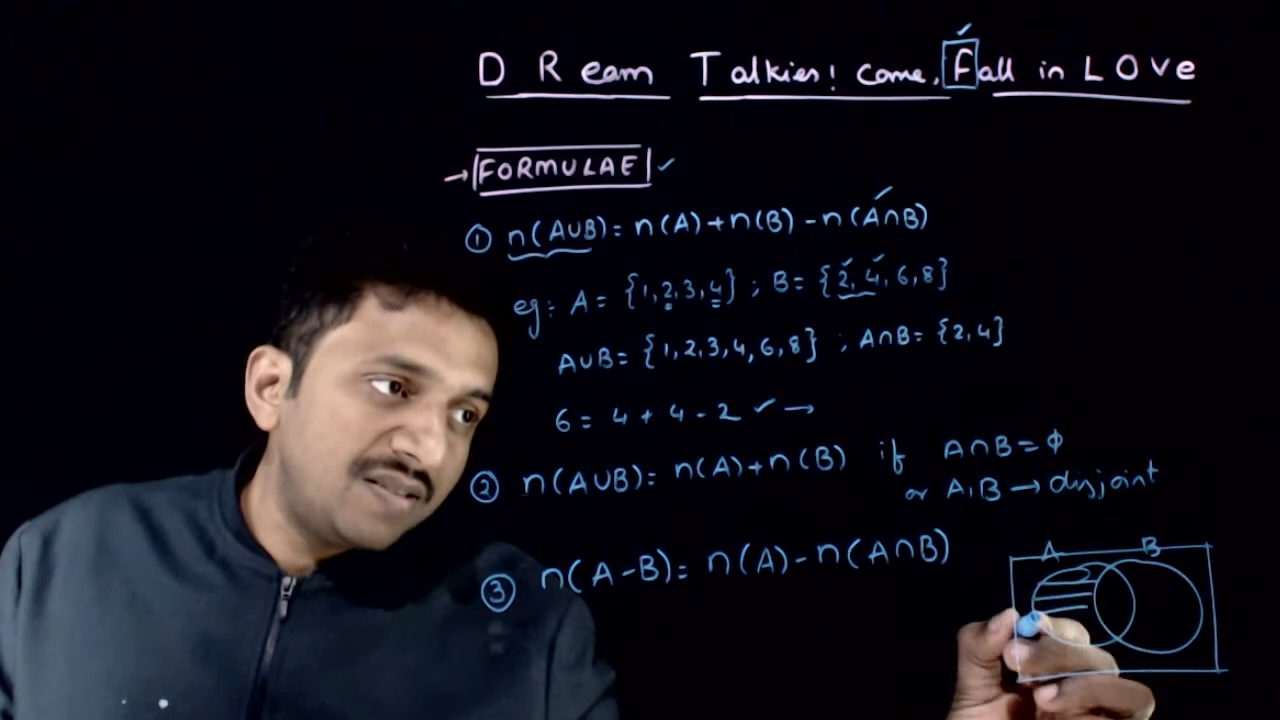 D R eam Talkies! come, Fall in L O V e
→ FORMULAE ✓
① n(A∪B) = n(A) + n(B) - n(A∩B)
eg: A = {1,2,3,4} ; B = {2,4,6,8}
A∪B = {1,2,3,4,6,8} ; A∩B = {2,4}
6 = 4 + 4 - 2 ✓ →
② n(A∪B) = n(A) + n(B) if A∩B = ϕ
or A,B → disjoint
③ n(A-B) = n(A) - n(A∩B)
A B